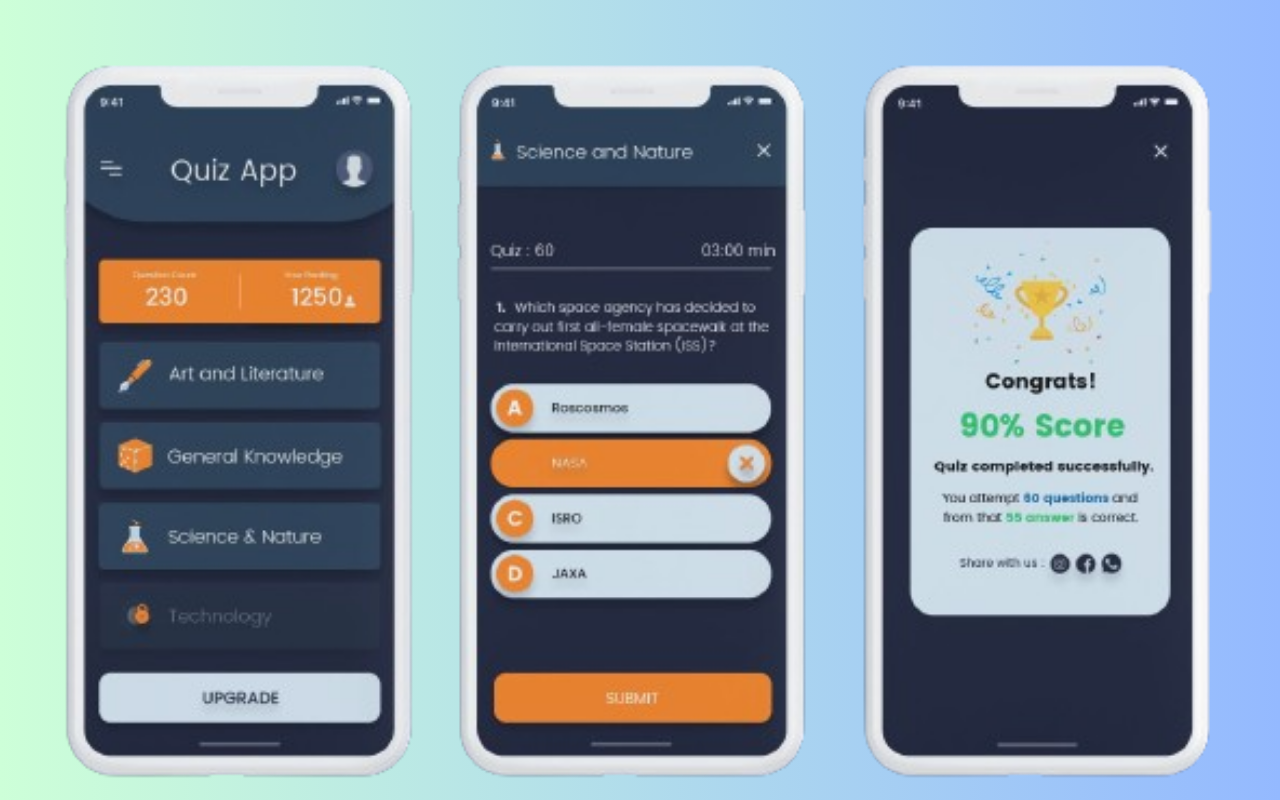 9:41
Quiz App
Question Count
Your Ranking
230
1250
Art and Literature
General Knowledge
Science & Nature
Technology
UPGRADE
9:41
Science and Nature
Quiz : 60
03:00 min
1. Which space agency has decided to
carry out first all-female spacewalk at the
International Space Station (ISS)?
A
Roscosmos
NASA
C
ISRO
D
JAXA
SUBMIT
9:41
Congrats!
90% Score
Quiz completed successfully.
You attempt 60 questions and
from that 55 answer is correct.
Share with us :